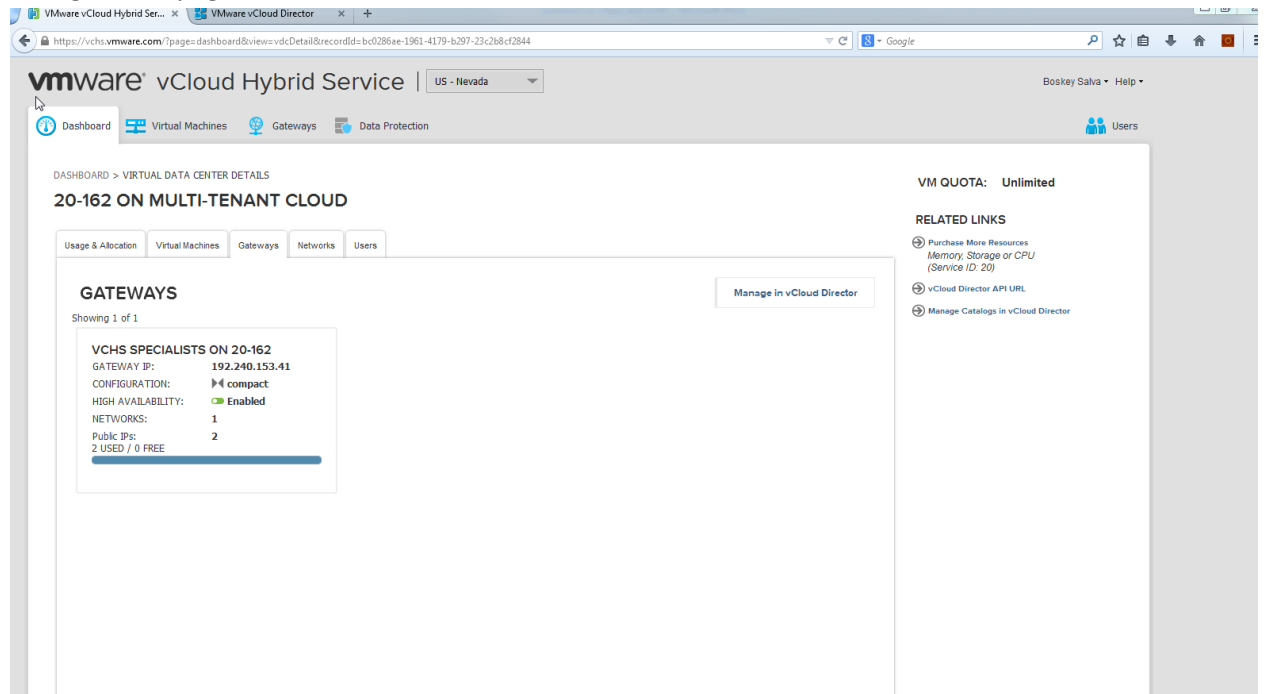 VMware vCloud Hybrid Ser... × VMware vCloud Director × +
https://vchs.vmware.com/?page=dashboard&view=vdcDetail&recordId=bc0286ae-1961-4179-b297-23c2b8cf2844 Google
vmware® vCloud Hybrid Service | US - Nevada Boskey Salva Help
Dashboard Virtual Machines Gateways Data Protection Users
DASHBOARD > VIRTUAL DATA CENTER DETAILS
20-162 ON MULTI-TENANT CLOUD
Usage & Allocation Virtual Machines Gateways Networks Users
GATEWAYS Manage in vCloud Director
Showing 1 of 1
VCHS SPECIALISTS ON 20-162
GATEWAY IP: 192.240.153.41
CONFIGURATION: compact
HIGH AVAILABILITY: Enabled
NETWORKS: 1
Public IPs: 2
2 USED / 0 FREE
VM QUOTA: Unlimited
RELATED LINKS
Purchase More Resources
Memory, Storage or CPU
(Service ID: 20)
vCloud Director API URL
Manage Catalogs in vCloud Director